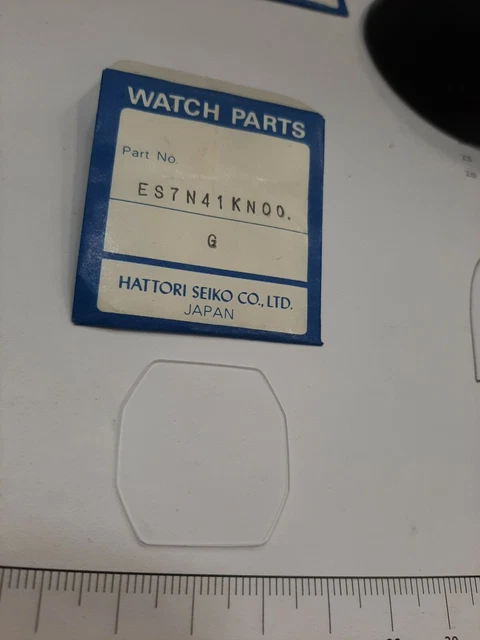 WATCH PARTS
Part No.
ES7N41KN00.
G
HATTORI SEIKO CO., LTD.
JAPAN